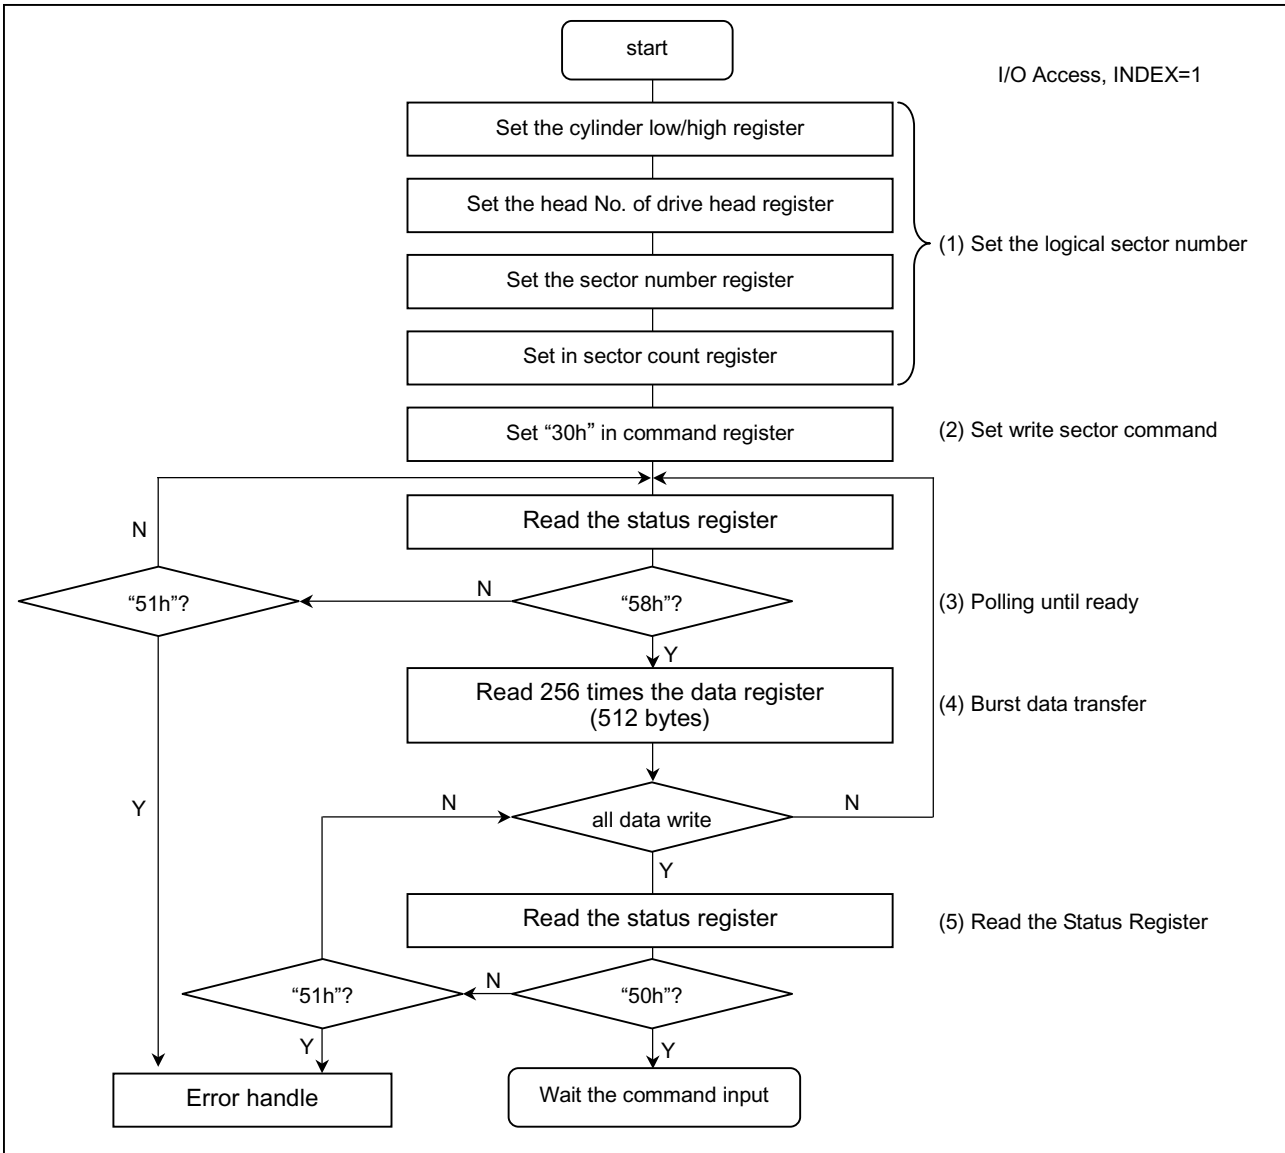 start
I/O Access, INDEX=1
Set the cylinder low/high register
Set the head No. of drive head register
(1) Set the logical sector number
Set the sector number register
Set in sector count register
Set “30h” in command register
(2) Set write sector command
N
Read the status register
N
“51h”?
“58h”?
(3) Polling until ready
Y
Read 256 times the data register
(512 bytes)
(4) Burst data transfer
Y
N
N
all data write
Y
Read the status register
(5) Read the Status Register
N
“51h”?
“50h”?
Y
Y
Error handle
Wait the command input